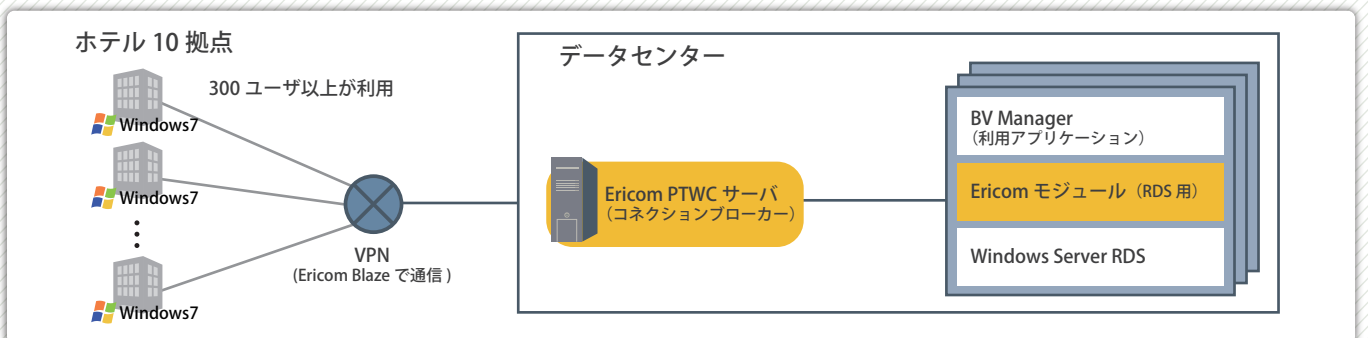 ホテル 10 拠点
300 ユーザ以上が利用
Windows7
Windows7
Windows7
VPN
(Ericom Blaze で通信 )
データセンター
Ericom PTWC サーバ
（コネクションブローカー）
BV Manager
（利用アプリケーション）
Ericom モジュール（RDS 用）
Windows Server RDS